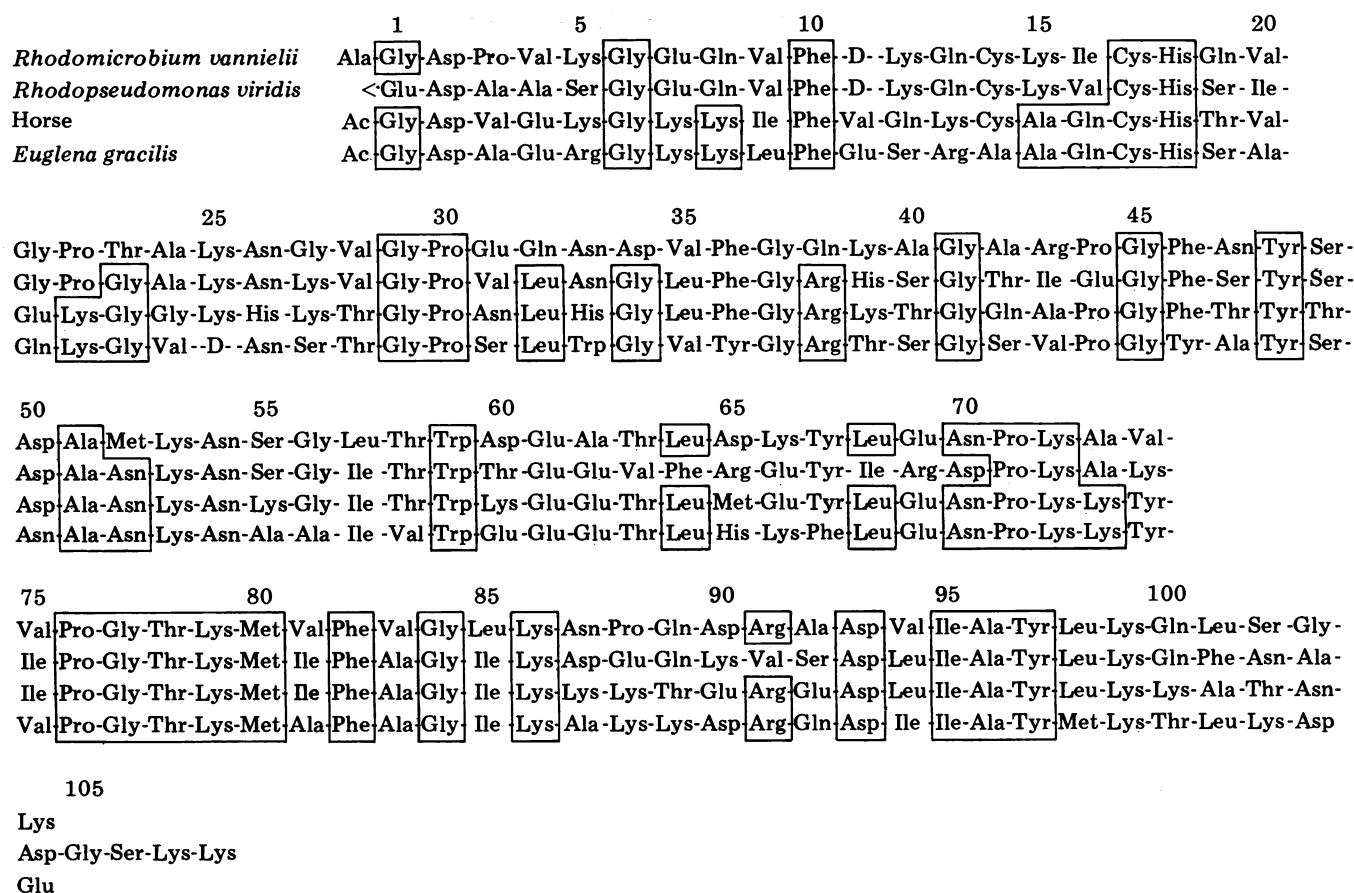 1 5 10 15 20
Rhodomicrobium vannielii Ala-Gly-Asp-Pro-Val-Lys-Gly-Glu-Gln-Val-Phe-D--Lys-Gln-Cys-Lys-Ile-Cys-His-Gln-Val-
Rhodopseudomonas viridis <Glu-Asp-Ala-Ala-Ser-Gly-Glu-Gln-Val-Phe-D--Lys-Gln-Cys-Lys-Val-Cys-His-Ser-Ile-
Horse Ac-Gly-Asp-Val-Glu-Lys-Gly-Lys-Lys-Ile-Phe-Val-Gln-Lys-Cys-Ala-Gln-Cys-His-Thr-Val-
Euglena gracilis Ac-Gly-Asp-Ala-Glu-Arg-Gly-Lys-Lys-Leu-Phe-Glu-Ser-Arg-Ala-Ala-Gln-Cys-His-Ser-Ala-
25 30 35 40 45
Gly-Pro-Thr-Ala-Lys-Asn-Gly-Val-Gly-Pro-Glu-Gln-Asn-Asp-Val-Phe-Gly-Gln-Lys-Ala-Gly-Ala-Arg-Pro-Gly-Phe-Asn-Tyr-Ser-
Gly-Pro-Gly-Ala-Lys-Asn-Lys-Val-Gly-Pro-Val-Leu-Asn-Gly-Leu-Phe-Gly-Arg-His-Ser-Gly-Thr-Ile-Glu-Gly-Phe-Ser-Tyr-Ser-
Glu-Lys-Gly-Gly-Lys-His-Lys-Thr-Gly-Pro-Asn-Leu-His-Gly-Leu-Phe-Gly-Arg-Lys-Thr-Gly-Gln-Ala-Pro-Gly-Phe-Thr-Tyr-Thr-
Gln-Lys-Gly-Val--D--Asn-Ser-Thr-Gly-Pro-Ser-Leu-Trp-Gly-Val-Tyr-Gly-Arg-Thr-Ser-Gly-Ser-Val-Pro-Gly-Tyr-Ala-Tyr-Ser-
50 55 60 65 70
Asp-Ala-Met-Lys-Asn-Ser-Gly-Leu-Thr-Trp-Asp-Glu-Ala-Thr-Leu-Asp-Lys-Tyr-Leu-Glu-Asn-Pro-Lys-Ala-Val-
Asp-Ala-Asn-Lys-Asn-Ser-Gly-Ile-Thr-Trp-Thr-Glu-Glu-Val-Phe-Arg-Glu-Tyr-Ile-Arg-Asp-Pro-Lys-Ala-Lys-
Asp-Ala-Asn-Lys-Asn-Lys-Gly-Ile-Thr-Trp-Lys-Glu-Glu-Thr-Leu-Met-Glu-Tyr-Leu-Glu-Asn-Pro-Lys-Lys-Tyr-
Asn-Ala-Asn-Lys-Asn-Ala-Ala-Ile-Val-Trp-Glu-Glu-Glu-Thr-Leu-His-Lys-Phe-Leu-Glu-Asn-Pro-Lys-Lys-Tyr-
75 80 85 90 95 100
Val-Pro-Gly-Thr-Lys-Met-Val-Phe-Val-Gly-Leu-Lys-Asn-Pro-Gln-Asp-Arg-Ala-Asp-Val-Ile-Ala-Tyr-Leu-Lys-Gln-Leu-Ser-Gly-
Ile-Pro-Gly-Thr-Lys-Met-Ile-Phe-Ala-Gly-Ile-Lys-Asp-Glu-Gln-Lys-Val-Ser-Asp-Leu-Ile-Ala-Tyr-Leu-Lys-Gln-Phe-Asn-Ala-
Ile-Pro-Gly-Thr-Lys-Met-Ile-Phe-Ala-Gly-Ile-Lys-Lys-Lys-Thr-Glu-Arg-Glu-Asp-Leu-Ile-Ala-Tyr-Leu-Lys-Lys-Ala-Thr-Asn-
Val-Pro-Gly-Thr-Lys-Met-Ala-Phe-Ala-Gly-Ile-Lys-Ala-Lys-Lys-Asp-Arg-Gln-Asp-Ile-Ile-Ala-Tyr-Met-Lys-Thr-Leu-Lys-Asp
105
Lys
Asp-Gly-Ser-Lys-Lys
Glu